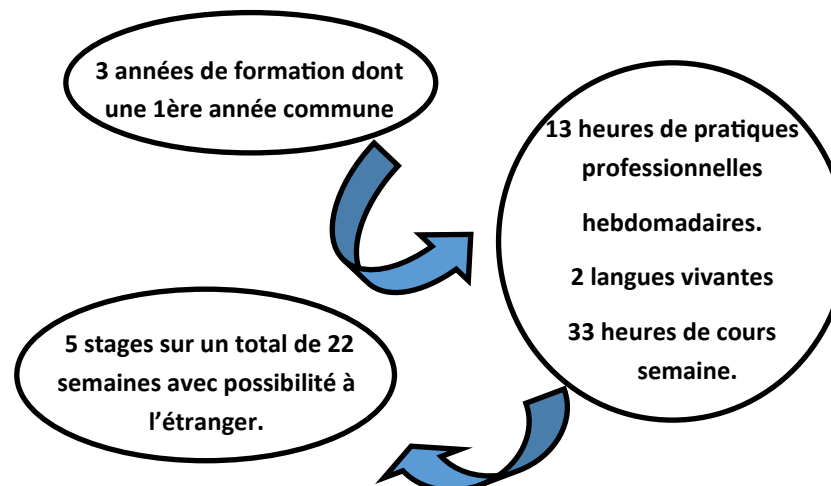 3 années de formation dont
une 1ère année commune
13 heures de pratiques
professionnelles
hebdomadaires.
2 langues vivantes
33 heures de cours
semaine.
5 stages sur un total de 22
semaines avec possibilité à
l’étranger.